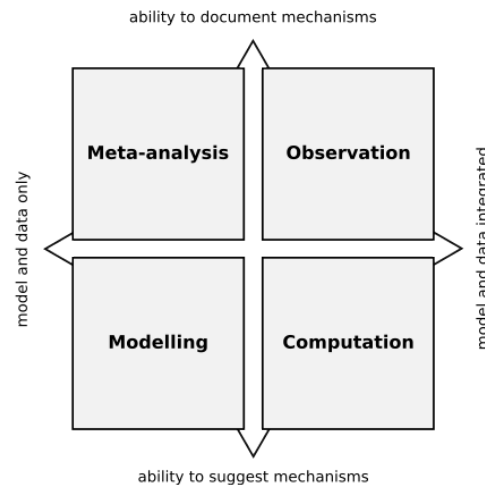 ability to document mechanisms
Meta-analysis
Observation
model and data only
model and data integrated
Modelling
Computation
ability to suggest mechanisms